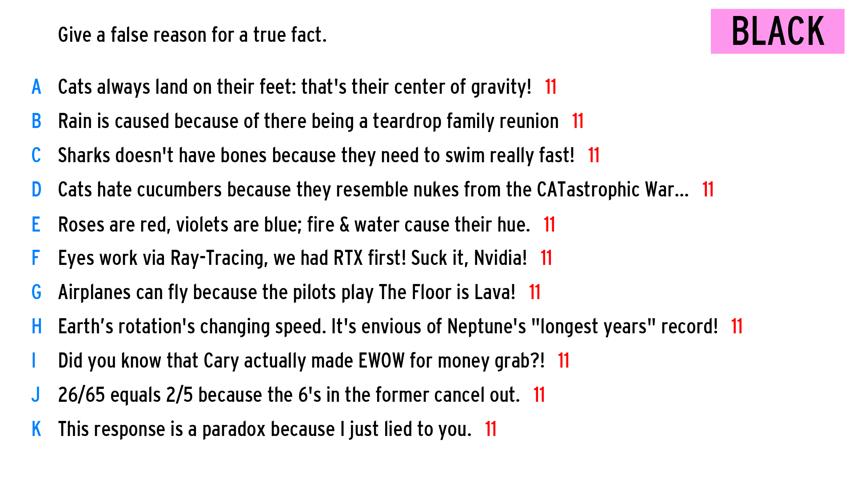 Give a false reason for a true fact.
BLACK
A Cats always land on their feet: that's their center of gravity! 11
B Rain is caused because of there being a teardrop family reunion 11
C Sharks doesn't have bones because they need to swim really fast! 11
D Cats hate cucumbers because they resemble nukes from the CATastrophic War... 11
E Roses are red, violets are blue; fire & water cause their hue. 11
F Eyes work via Ray-Tracing, we had RTX first! Suck it, Nvidia! 11
G Airplanes can fly because the pilots play The Floor is Lava! 11
H Earth’s rotation's changing speed. It's envious of Neptune's "longest years" record! 11
I Did you know that Cary actually made EWOW for money grab?! 11
J 26/65 equals 2/5 because the 6's in the former cancel out. 11
K This response is a paradox because I just lied to you. 11